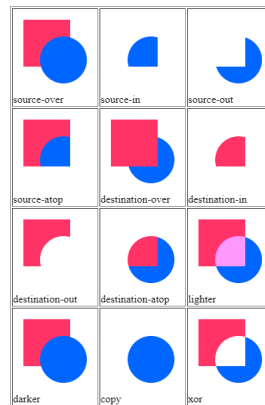 source-over source-in source-out
source-atop destination-over destination-in
destination-out destination-atop lighter
darker copy xor